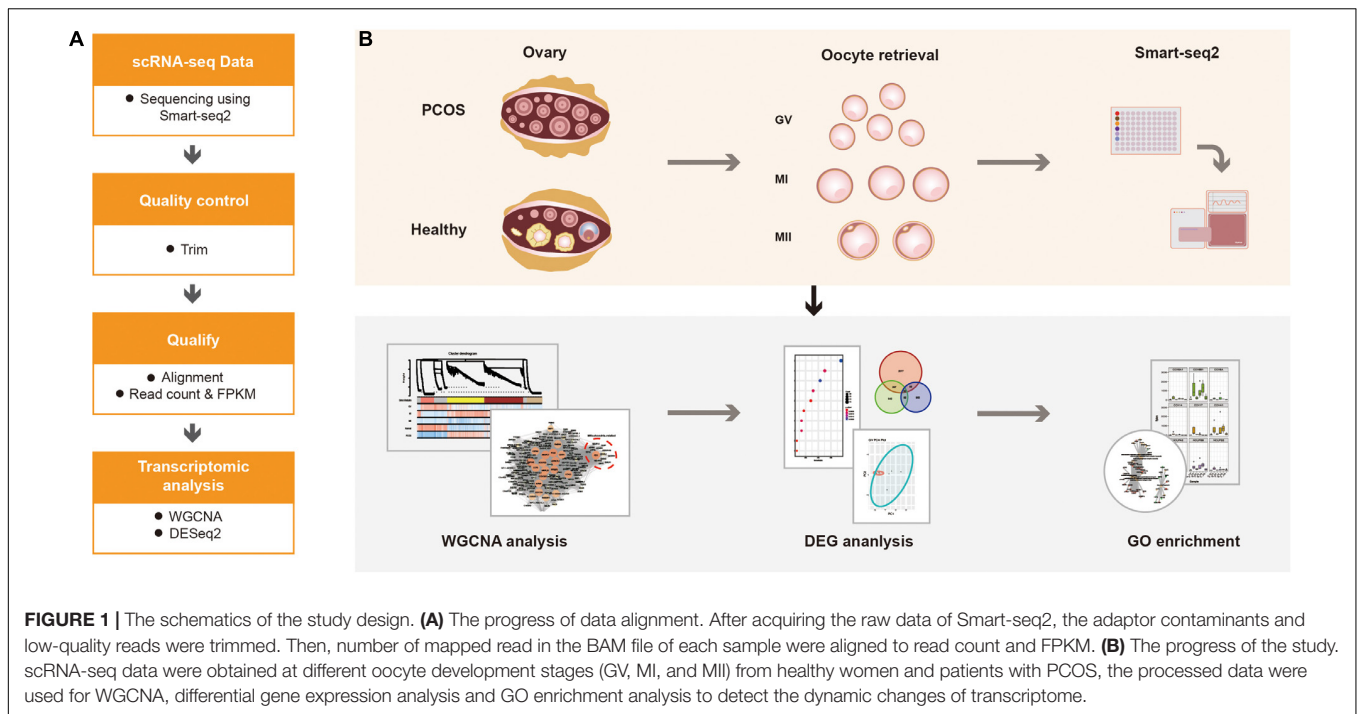 A
scRNA-seq Data
● Sequencing using
Smart-seq2
Quality control
● Trim
Qualify
● Alignment
● Read count & FPKM
Transcriptomic
analysis
● WGCNA
● DESeq2
B
Ovary
Oocyte retrieval
Smart-seq2
PCOS
Healthy
GV
MI
MII
Cluster dendrogram
WGCNA analysis
DEG ananlysis
GO enrichment
FIGURE 1 | The schematics of the study design. (A) The progress of data alignment. After acquiring the raw data of Smart-seq2, the adaptor contaminants and
low-quality reads were trimmed. Then, number of mapped read in the BAM file of each sample were aligned to read count and FPKM. (B) The progress of the study.
scRNA-seq data were obtained at different oocyte development stages (GV, MI, and MII) from healthy women and patients with PCOS, the processed data were
used for WGCNA, differential gene expression analysis and GO enrichment analysis to detect the dynamic changes of transcriptome.